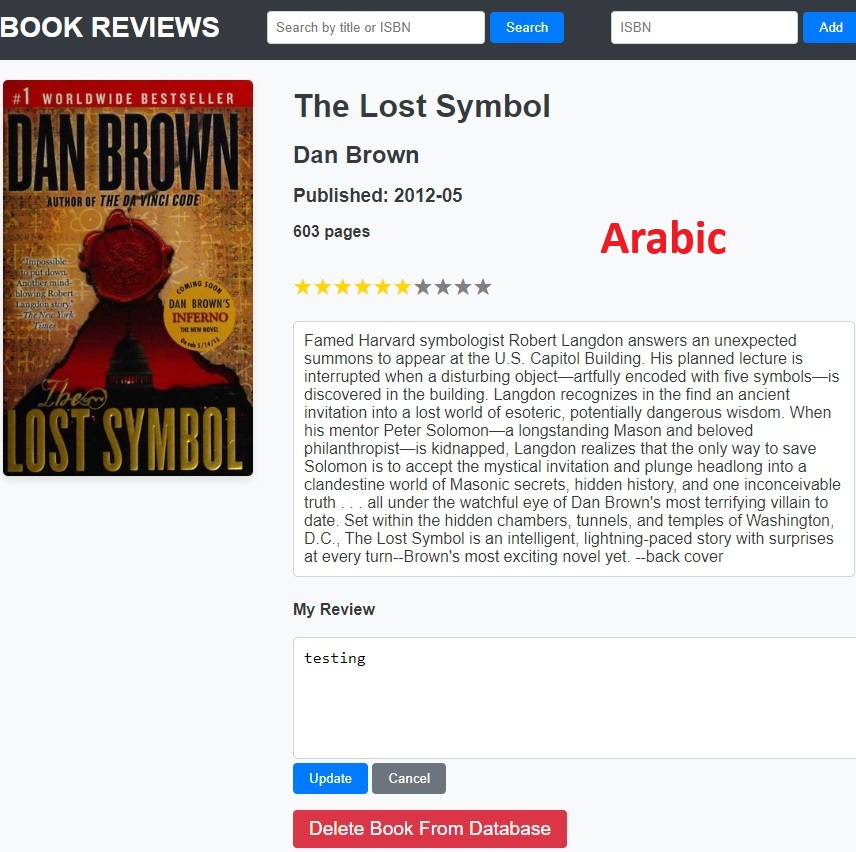 BOOK REVIEWS
Search by title or ISBN
Search
ISBN
Add
#1 WORLDWIDE BESTSELLER
DAN BROWN
AUTHOR OF THE DA VINCI CODE
"Impossible
to put down.
Another mind-
blowing Robert
Langdon story."
—The New York
Times
COMING SOON
DAN BROWN'S
INFERNO
THE NEW NOVEL
On sale 5/14/13
The
LOST SYMBOL
The Lost Symbol
Dan Brown
Published: 2012-05
603 pages
Arabic
Famed Harvard symbologist Robert Langdon answers an unexpected
summons to appear at the U.S. Capitol Building. His planned lecture is
interrupted when a disturbing object—artfully encoded with five symbols—is
discovered in the building. Langdon recognizes in the find an ancient
invitation into a lost world of esoteric, potentially dangerous wisdom. When
his mentor Peter Solomon—a longstanding Mason and beloved
philanthropist—is kidnapped, Langdon realizes that the only way to save
Solomon is to accept the mystical invitation and plunge headlong into a
clandestine world of Masonic secrets, hidden history, and one inconceivable
truth . . . all under the watchful eye of Dan Brown's most terrifying villain to
date. Set within the hidden chambers, tunnels, and temples of Washington,
D.C., The Lost Symbol is an intelligent, lightning-paced story with surprises
at every turn--Brown's most exciting novel yet. --back cover
My Review
testing
Update
Cancel
Delete Book From Database